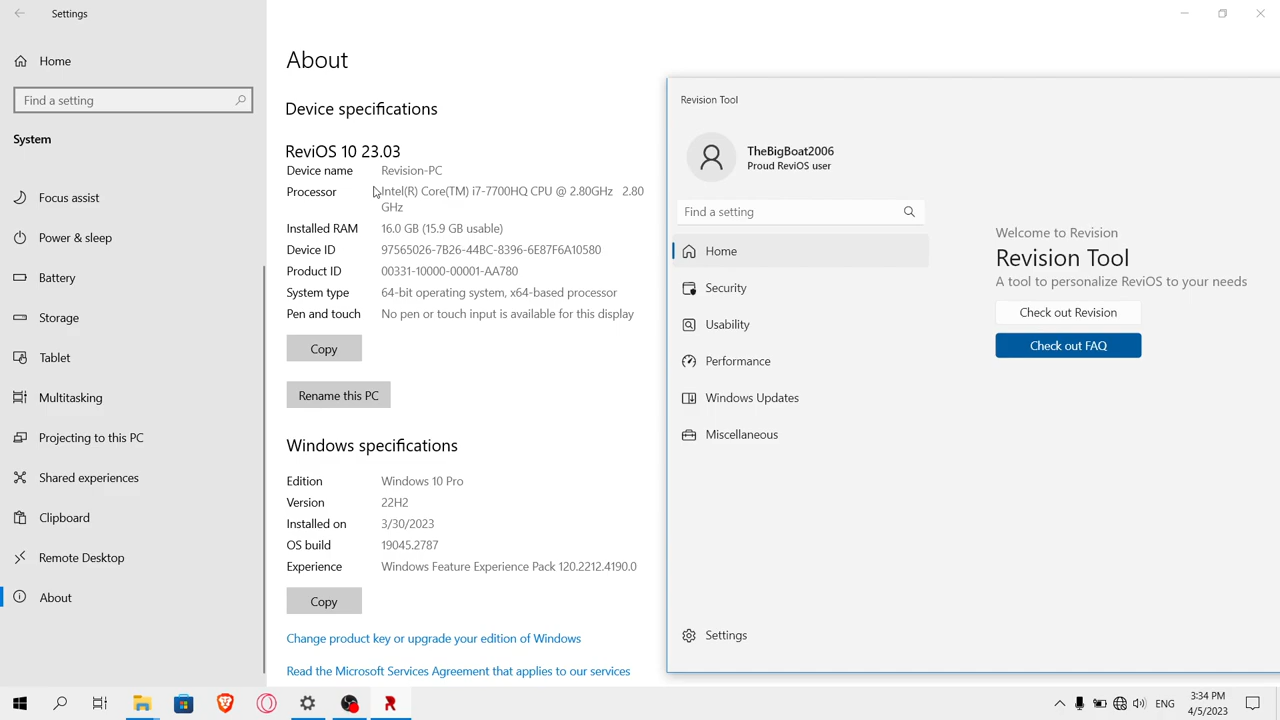 Settings
Home
Find a setting
System
Focus assist
Power & sleep
Battery
Storage
Tablet
Multitasking
Projecting to this PC
Shared experiences
Clipboard
Remote Desktop
About
About
Device specifications
ReviOS 10 23.03
Device name Revision-PC
Processor Intel(R) Core(TM) i7-7700HQ CPU @ 2.80GHz 2.80
GHz
Installed RAM 16.0 GB (15.9 GB usable)
Device ID 97565026-7B26-44BC-8396-6E87F6A10580
Product ID 00331-10000-00001-AA780
System type 64-bit operating system, x64-based processor
Pen and touch No pen or touch input is available for this display
Copy
Rename this PC
Windows specifications
Edition Windows 10 Pro
Version 22H2
Installed on 3/30/2023
OS build 19045.2787
Experience Windows Feature Experience Pack 120.2212.4190.0
Copy
Change product key or upgrade your edition of Windows
Read the Microsoft Services Agreement that applies to our services
Revision Tool
TheBigBoat2006
Proud ReviOS user
Find a setting
Home
Security
Usability
Performance
Windows Updates
Miscellaneous
Settings
Welcome to Revision
Revision Tool
A tool to personalize ReviOS to your needs
Check out Revision
Check out FAQ
ENG
3:34 PM
4/5/2023